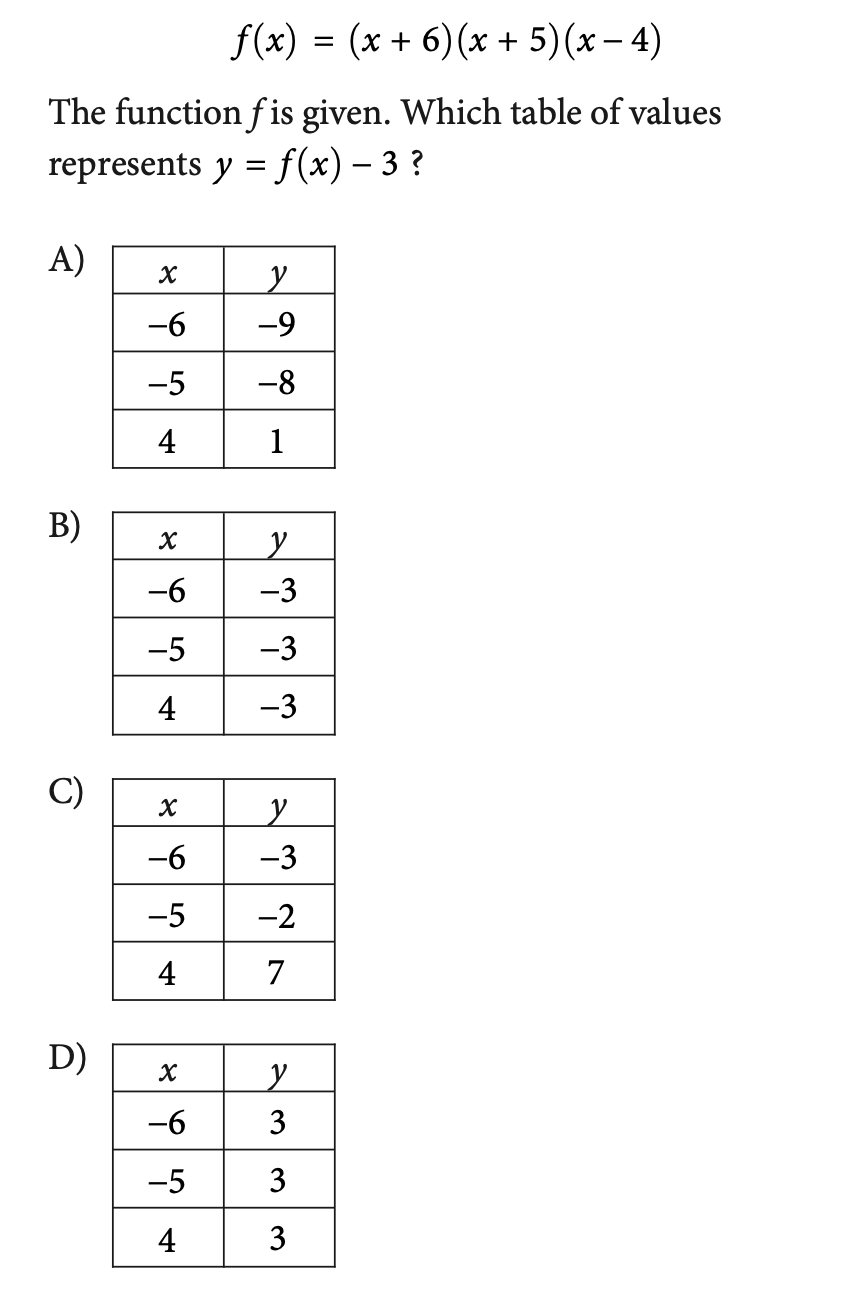 f(x) = (x + 6)(x + 5)(x – 4)
The function f is given. Which table of values
represents y = f(x) – 3 ?
A)
x y
–6 –9
–5 –8
4 1
B)
x y
–6 –3
–5 –3
4 –3
C)
x y
–6 –3
–5 –2
4 7
D)
x y
–6 3
–5 3
4 3